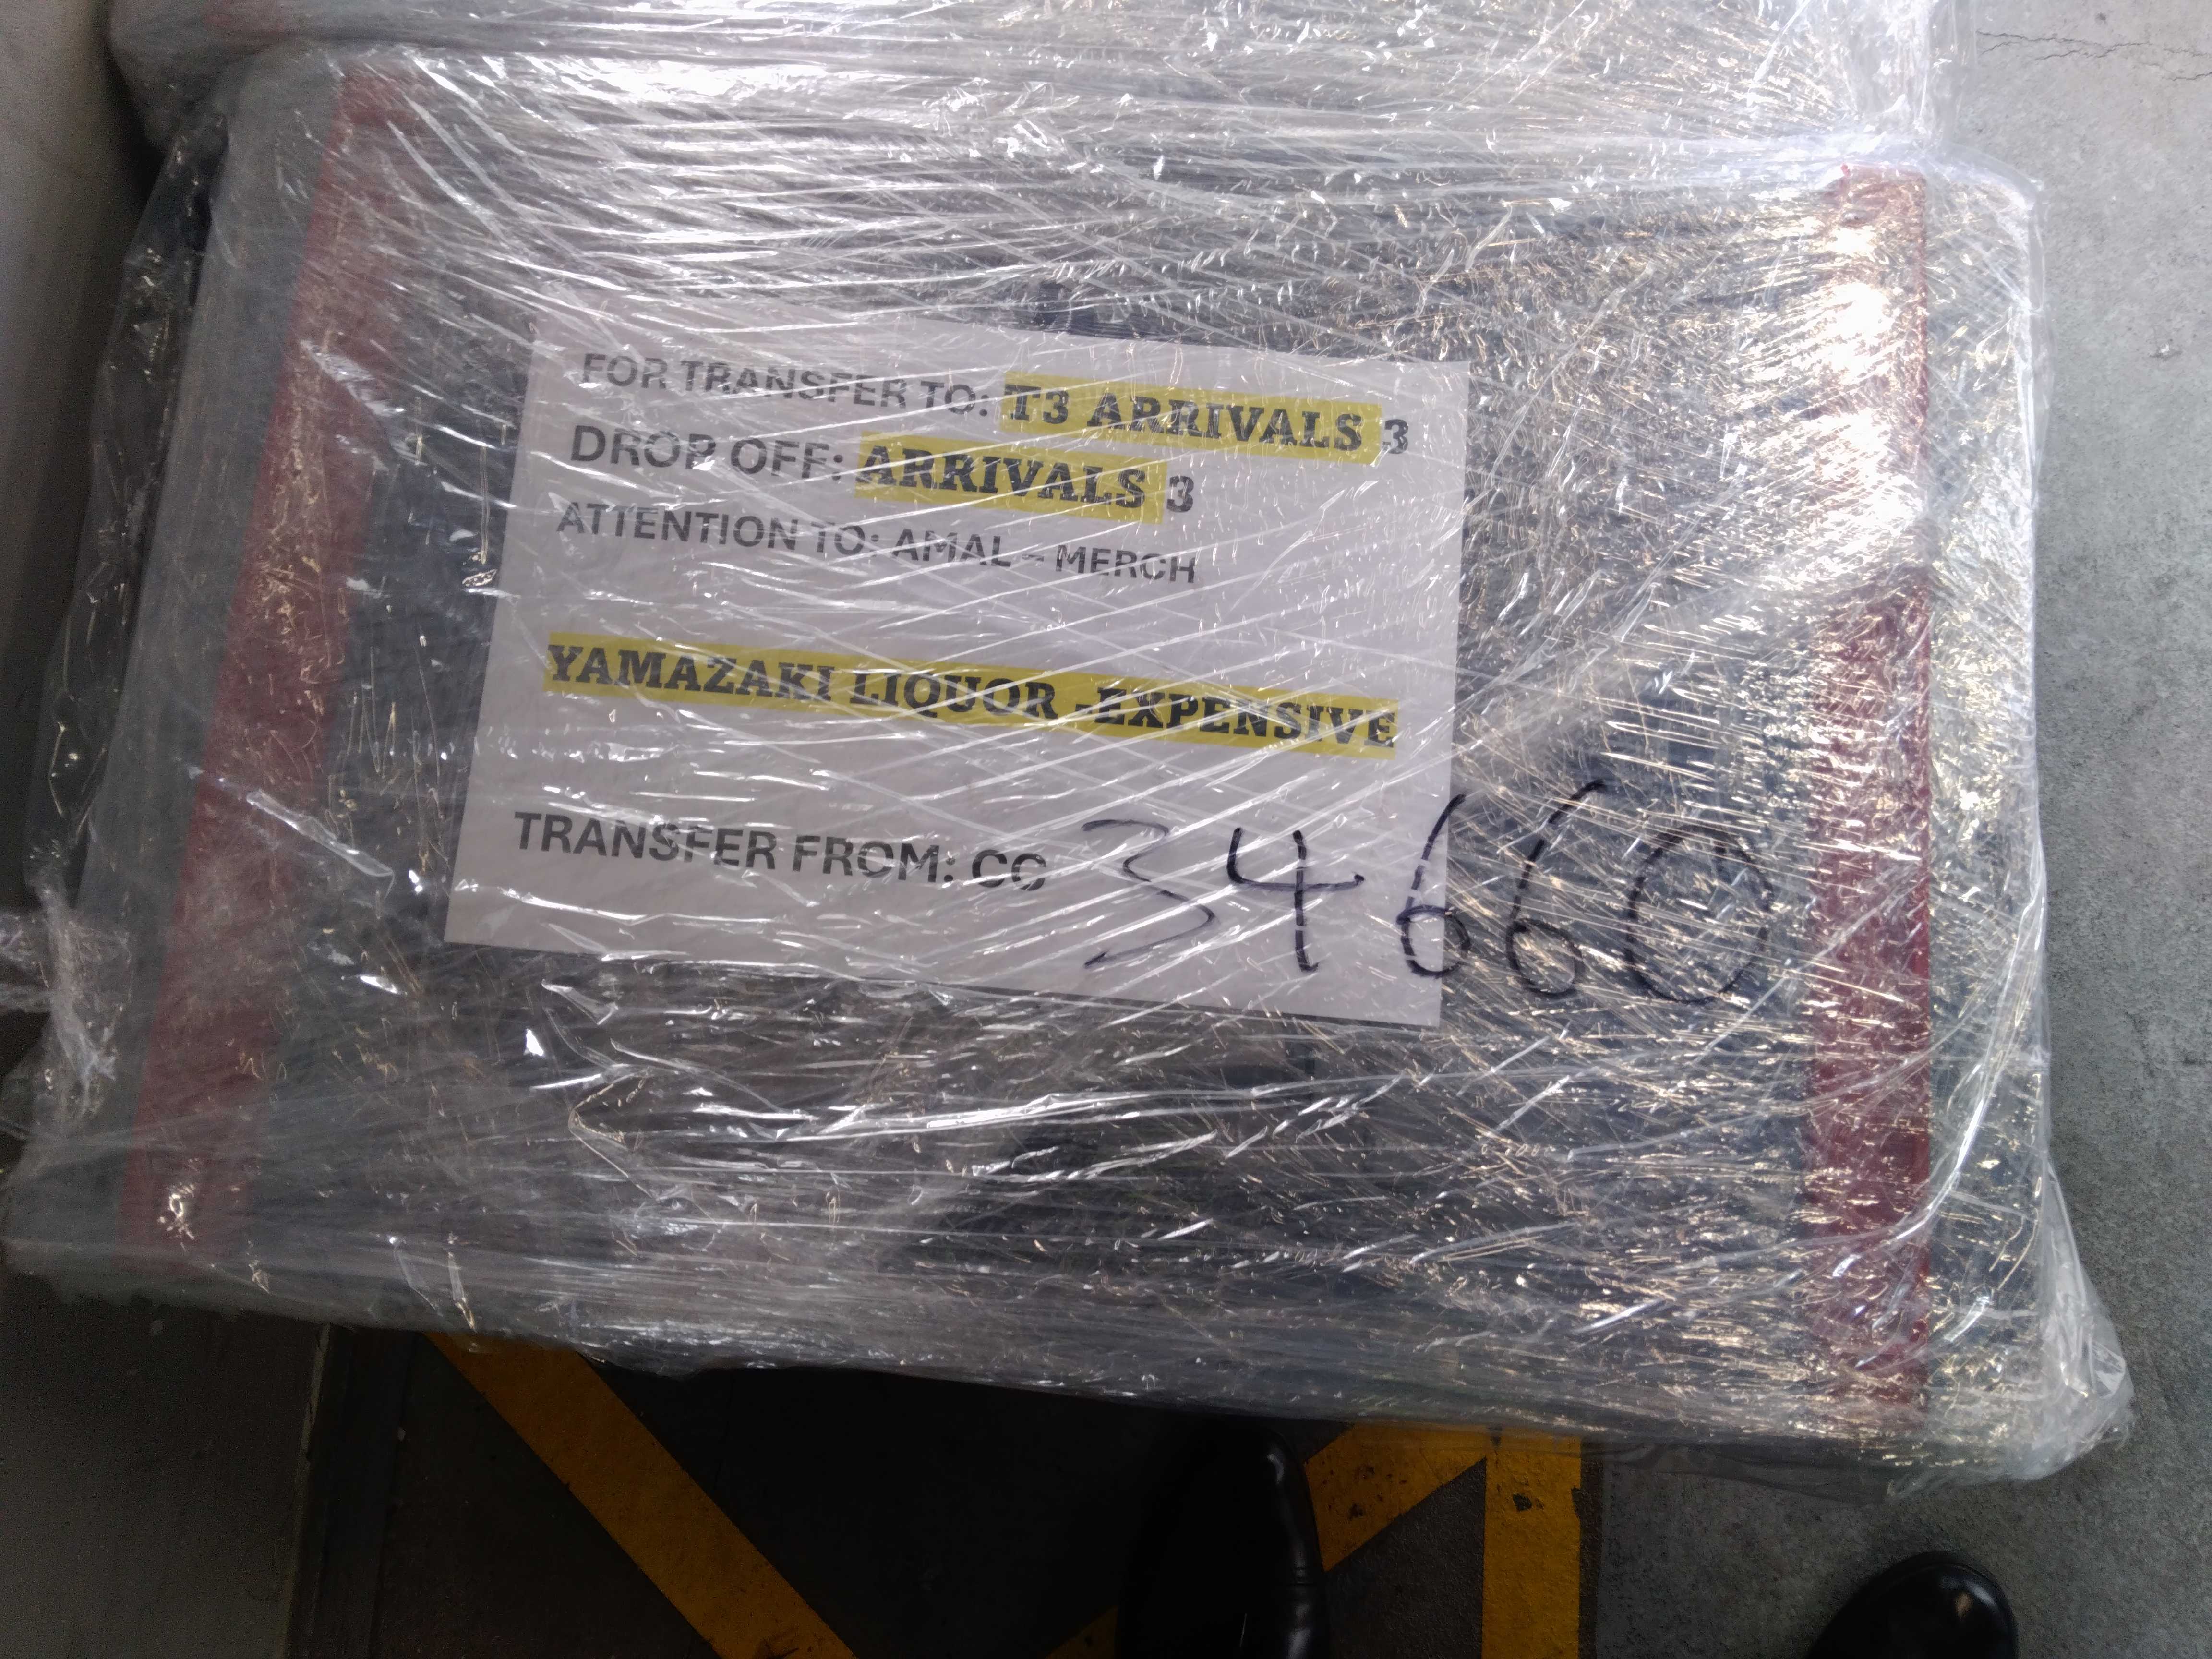 FOR TRANSFER TO: T3 ARRIVALS 3
DROP OFF: ARRIVALS 3
ATTENTION TO: AMAL - MERCH
YAMAZAKI LIQUOR -EXPENSIVE
TRANSFER FROM: CC 34660